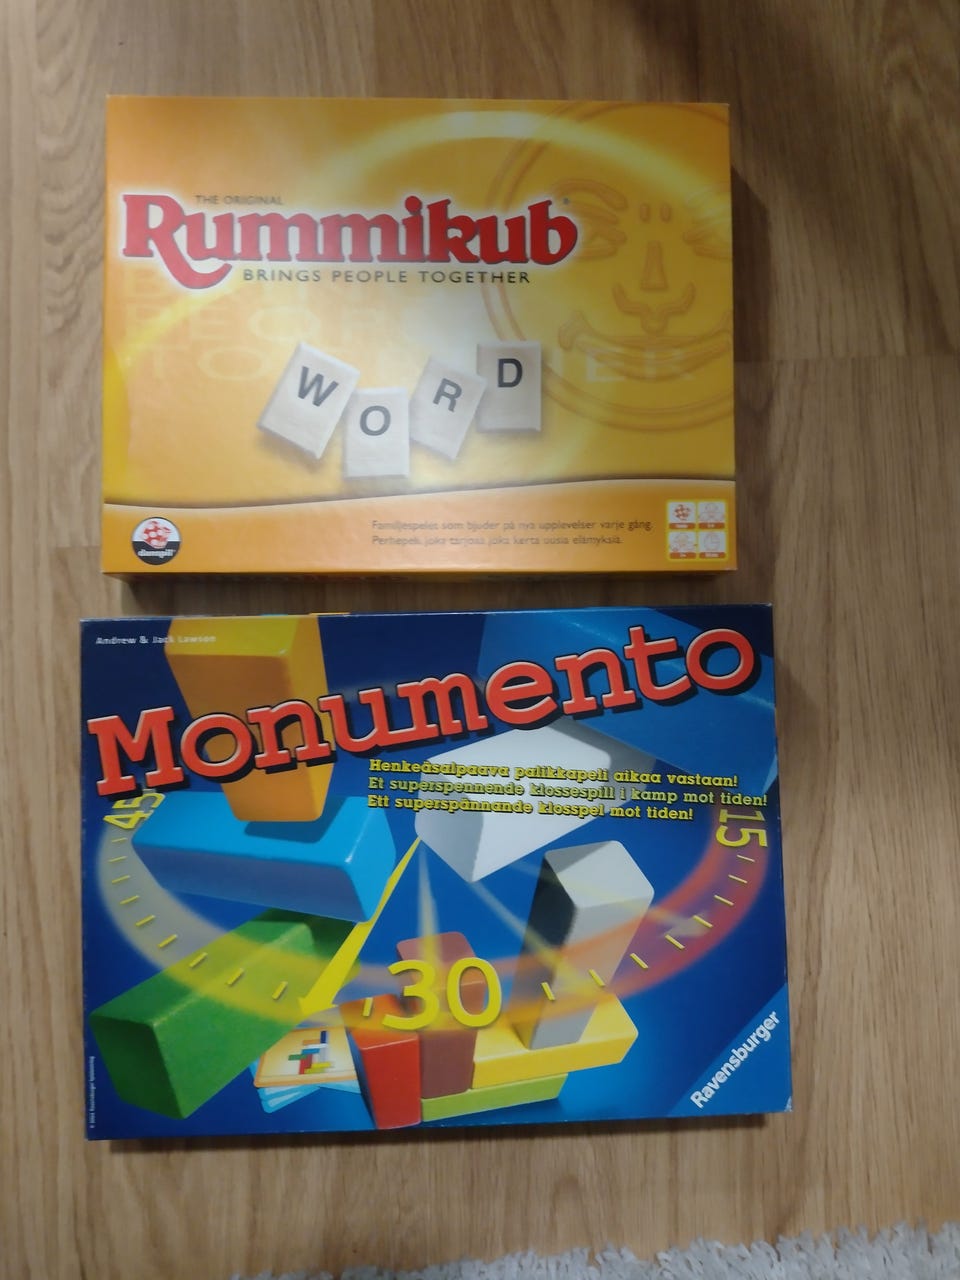 THE ORIGINAL
Rummikub®
BRINGS PEOPLE TOGETHER
W O R D
Familjespelet som bjuder på nya upplevelser varje gång.
Perhepeli, joka tarjoaa joka kerta uusia elämyksiä.
danspil
Andrew & Jack Lawson
Monumento
Henkeäsalpaava palikkapeli aikaa vastaan!
Et superspennende klossespill i kamp mot tiden!
Ett superspännande klosspel mot tiden!
45
15
30
Ravensburger